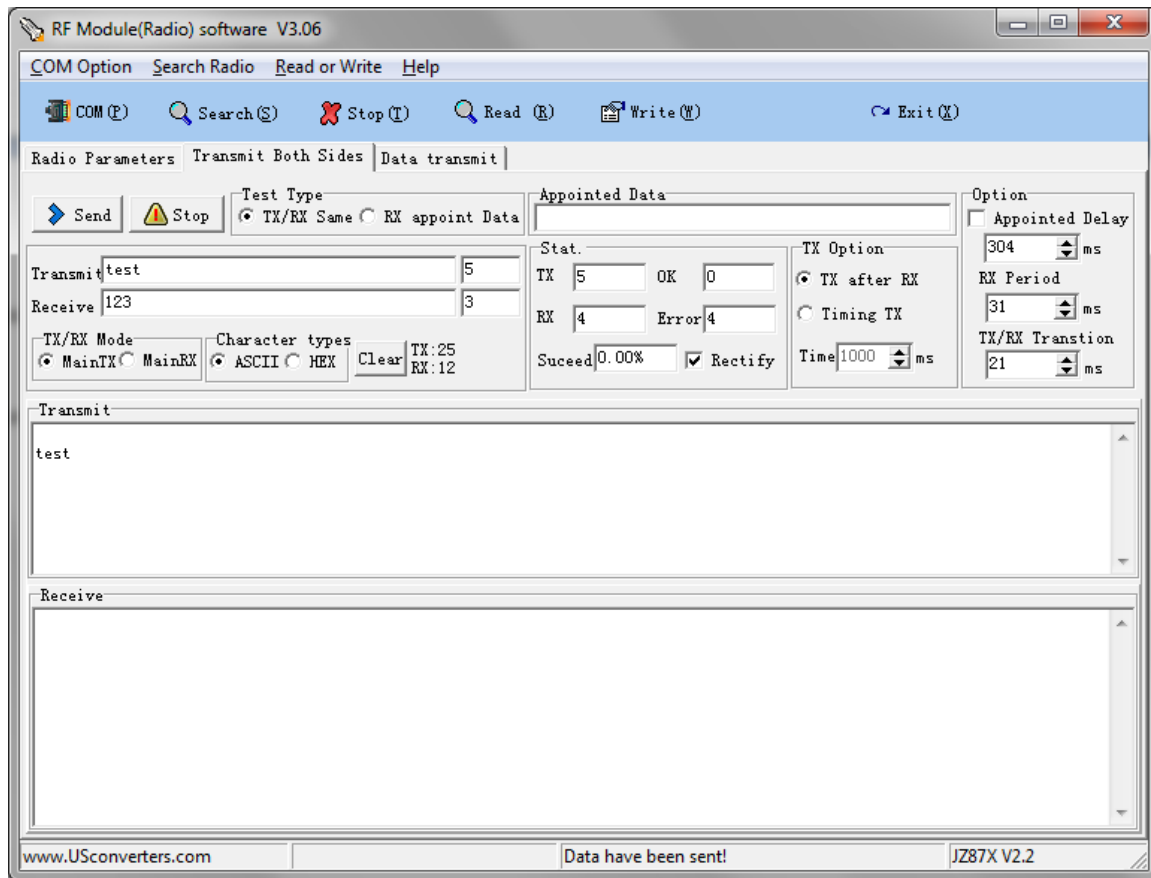 RF Module(Radio) software V3.06
COM Option Search Radio Read or Write Help
COM(P) Search(S) Stop(T) Read (R) Write(W) Exit(X)
Radio Parameters Transmit Both Sides Data transmit
Send Stop
Test Type
TX/RX Same RX appoint Data
Appointed Data
Option
Appointed Delay
304 ms
RX Period
31 ms
TX/RX Transtion
21 ms
Transmit test 5
Receive 123 3
TX/RX Mode
MainTX MainRX
Character types
ASCII HEX
Clear
TX:25
RX:12
Stat.
TX 5 OK 0
RX 4 Error 4
Suceed 0.00% Rectify
TX Option
TX after RX
Timing TX
Time 1000 ms
Transmit
test
Receive
www.USconverters.com Data have been sent! JZ87X V2.2